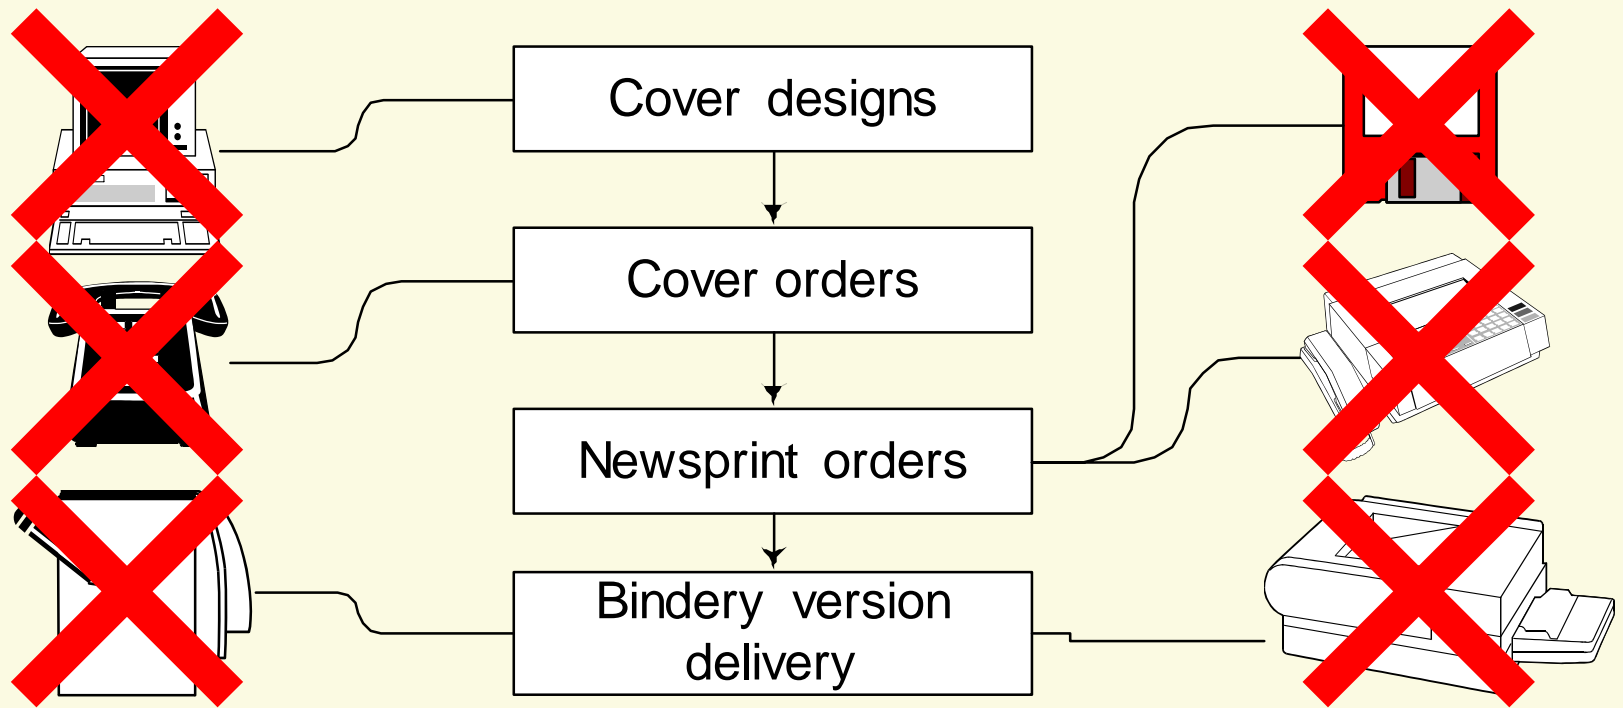 Cover designs
Cover orders
Newsprint orders
Bindery version
delivery